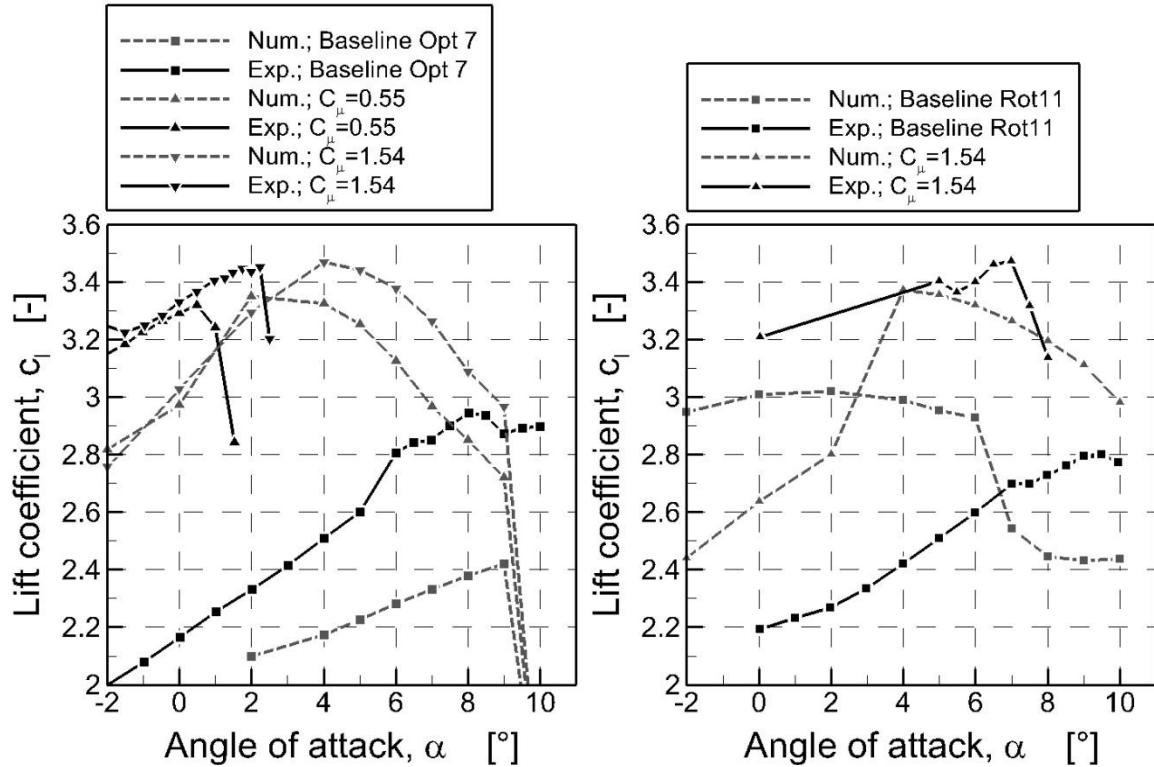 Num.; Baseline Opt 7
Exp.; Baseline Opt 7
Num.; Cμ=0.55
Exp.; Cμ=0.55
Num.; Cμ=1.54
Exp.; Cμ=1.54
3.6
3.4
3.2
3
2.8
2.6
2.4
2.2
2
Lift coefficient, cl [-]
-2 0 2 4 6 8 10
Angle of attack, α [°]
Num.; Baseline Rot11
Exp.; Baseline Rot11
Num.; Cμ=1.54
Exp.; Cμ=1.54
3.6
3.4
3.2
3
2.8
2.6
2.4
2.2
2
Lift coefficient, cl [-]
-2 0 2 4 6 8 10
Angle of attack, α [°]